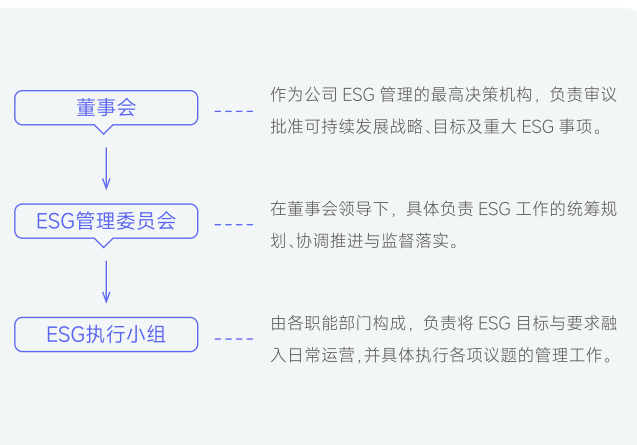 董事会
作为公司 ESG 管理的最高决策机构，负责审议
批准可持续发展战略、目标及重大 ESG 事项。
ESG管理委员会
在董事会领导下，具体负责 ESG 工作的统筹规
划、协调推进与监督落实。
ESG执行小组
由各职能部门构成，负责将 ESG 目标与要求融
入日常运营，并具体执行各项议题的管理工作。